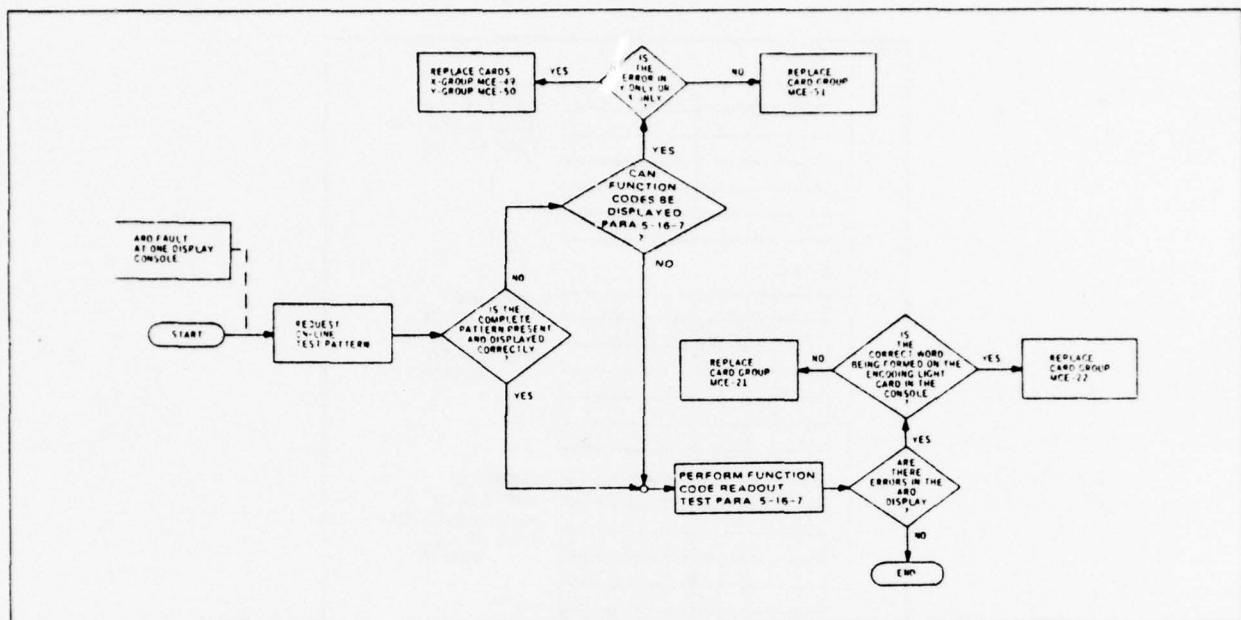 REPLACE CARDS
X-GROUP MCE-49
Y-GROUP MCE-50
YES
IS
THE
ERROR IN
Y ONLY OR
X ONLY
?
NO
REPLACE
CARD GROUP
MCE-51
YES
CAN
FUNCTION
CODES BE
DISPLAYED
PARA 5-16-7
?
NO
ARO FAULT
AT ONE DISPLAY
CONSOLE
START
REQUEST
ON-LINE
TEST PATTERN
NO
IS THE
COMPLETE
PATTERN PRESENT
AND DISPLAYED
CORRECTLY
?
YES
REPLACE
CARD GROUP
MCE-21
NO
IS
THE
CORRECT WORD
BEING FORMED ON THE
ENCODING LIGHT
CARD IN THE
CONSOLE
?
YES
REPLACE
CARD GROUP
MCE-22
YES
PERFORM FUNCTION
CODE READOUT
TEST PARA. 5-16-7
ARE
THERE
ERRORS IN THE
ARO
DISPLAY
?
NO
END